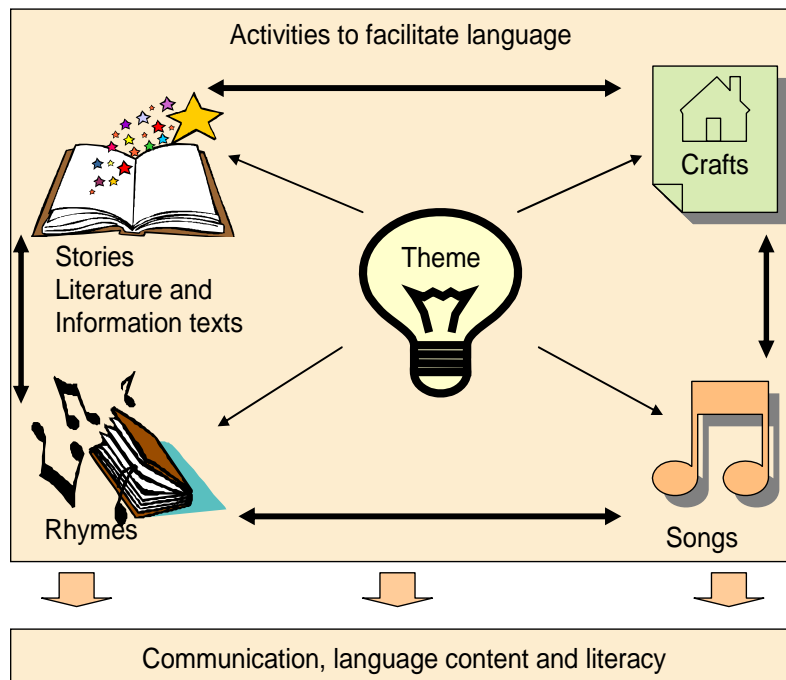 Activities to facilitate language
Crafts
Theme
Stories
Literature and
Information texts
Rhymes
Songs
Communication, language content and literacy